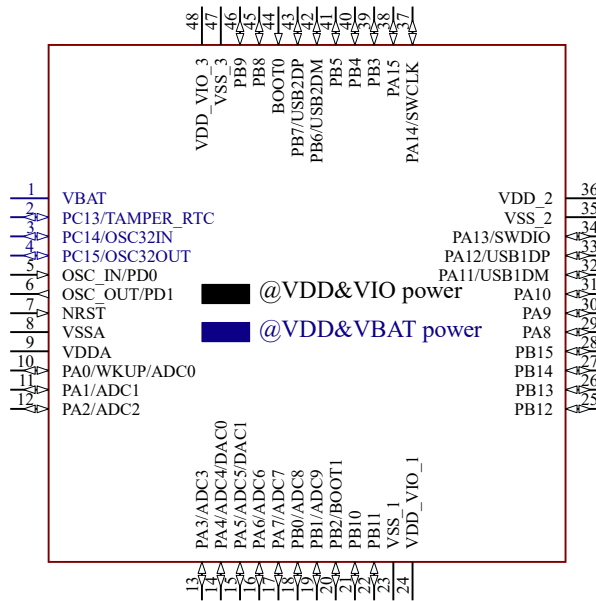 48 47 46 45 44 43 42 41 40 39 38 37
VDD_VIO_3
VSS_3
PB9
PB8
BOOT0
PB7/USB2DP
PB6/USB2DM
PB5
PB4
PB3
PA15
PA14/SWCLK
1 VBAT
2 PC13/TAMPER_RTC
3 PC14/OSC32IN
4 PC15/OSC32OUT
5 OSC_IN/PD0
6 OSC_OUT/PD1
7 NRST
8 VSSA
9 VDDA
10 PA0/WKUP/ADC0
11 PA1/ADC1
12 PA2/ADC2
@VDD&VIO power
@VDD&VBAT power
VDD_2 36
VSS_2 35
PA13/SWDIO 34
PA12/USB1DP 33
PA11/USB1DM 32
PA10 31
PA9 30
PA8 29
PB15 28
PB14 27
PB13 26
PB12 25
PA3/ADC3
PA4/ADC4/DAC0
PA5/ADC5/DAC1
PA6/ADC6
PA7/ADC7
PB0/ADC8
PB1/ADC9
PB2/BOOT1
PB10
PB11
VSS_1
VDD_VIO_1
13 14 15 16 17 18 19 20 21 22 23 24